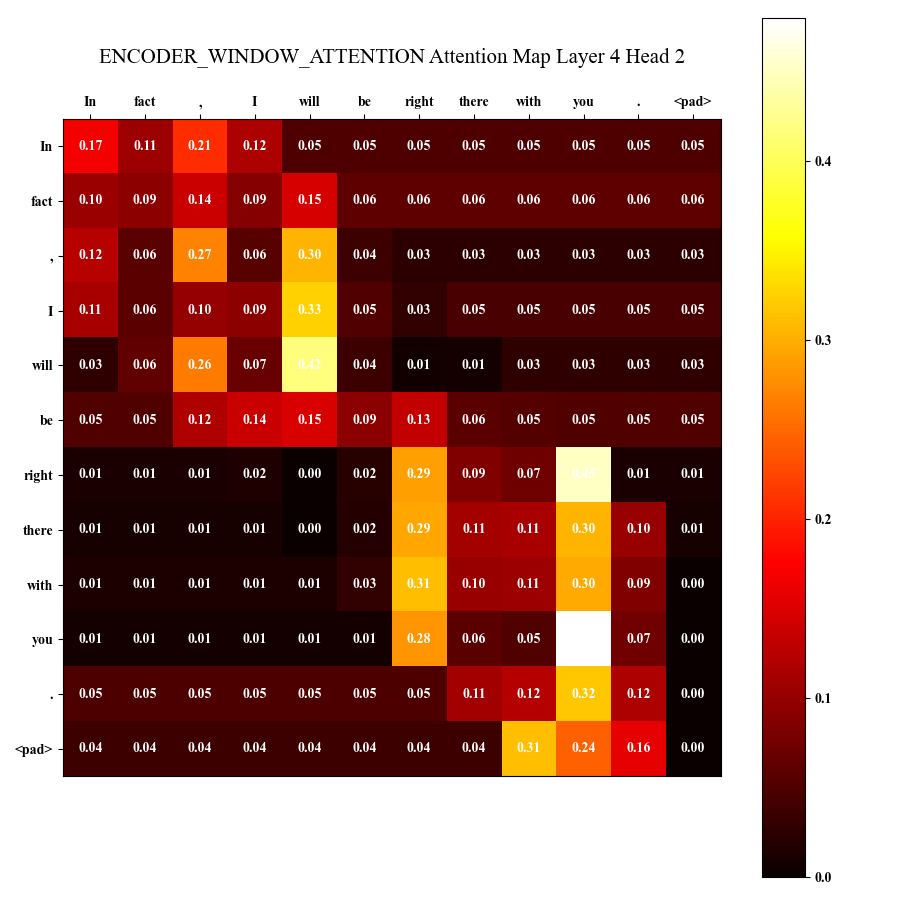 ENCODER_WINDOW_ATTENTION Attention Map Layer 4 Head 2
In fact , I will be right there with you . <pad>
In 0.17 0.11 0.21 0.12 0.05 0.05 0.05 0.05 0.05 0.05 0.05 0.05
fact 0.10 0.09 0.14 0.09 0.15 0.06 0.06 0.06 0.06 0.06 0.06 0.06
, 0.12 0.06 0.27 0.06 0.30 0.04 0.03 0.03 0.03 0.03 0.03 0.03
I 0.11 0.06 0.10 0.09 0.33 0.05 0.03 0.05 0.05 0.05 0.05 0.05
will 0.03 0.06 0.26 0.07 0.42 0.04 0.01 0.01 0.03 0.03 0.03 0.03
be 0.05 0.05 0.12 0.14 0.15 0.09 0.13 0.06 0.05 0.05 0.05 0.05
right 0.01 0.01 0.01 0.02 0.00 0.02 0.29 0.09 0.07 0.01 0.01
there 0.01 0.01 0.01 0.01 0.00 0.02 0.29 0.11 0.11 0.30 0.10 0.01
with 0.01 0.01 0.01 0.01 0.01 0.03 0.31 0.10 0.11 0.30 0.09 0.00
you 0.01 0.01 0.01 0.01 0.01 0.01 0.28 0.06 0.05 0.07 0.00
. 0.05 0.05 0.05 0.05 0.05 0.05 0.05 0.11 0.12 0.32 0.12 0.00
<pad> 0.04 0.04 0.04 0.04 0.04 0.04 0.04 0.04 0.31 0.24 0.16 0.00
0.4
0.3
0.2
0.1
0.0